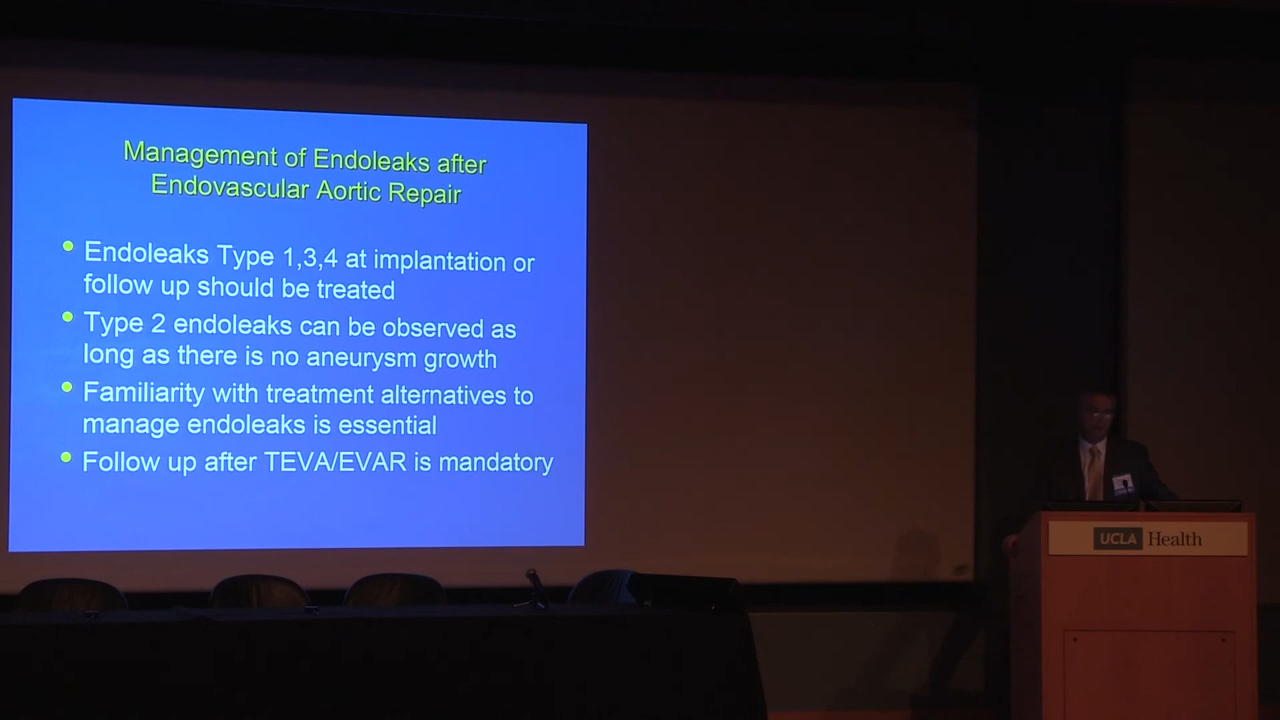 Management of Endoleaks after
Endovascular Aortic Repair
Endoleaks Type 1,3,4 at implantation or
follow up should be treated
Type 2 endoleaks can be observed as
long as there is no aneurysm growth
Familiarity with treatment alternatives to
manage endoleaks is essential
Follow up after TEVA/EVAR is mandatory
UCLA Health